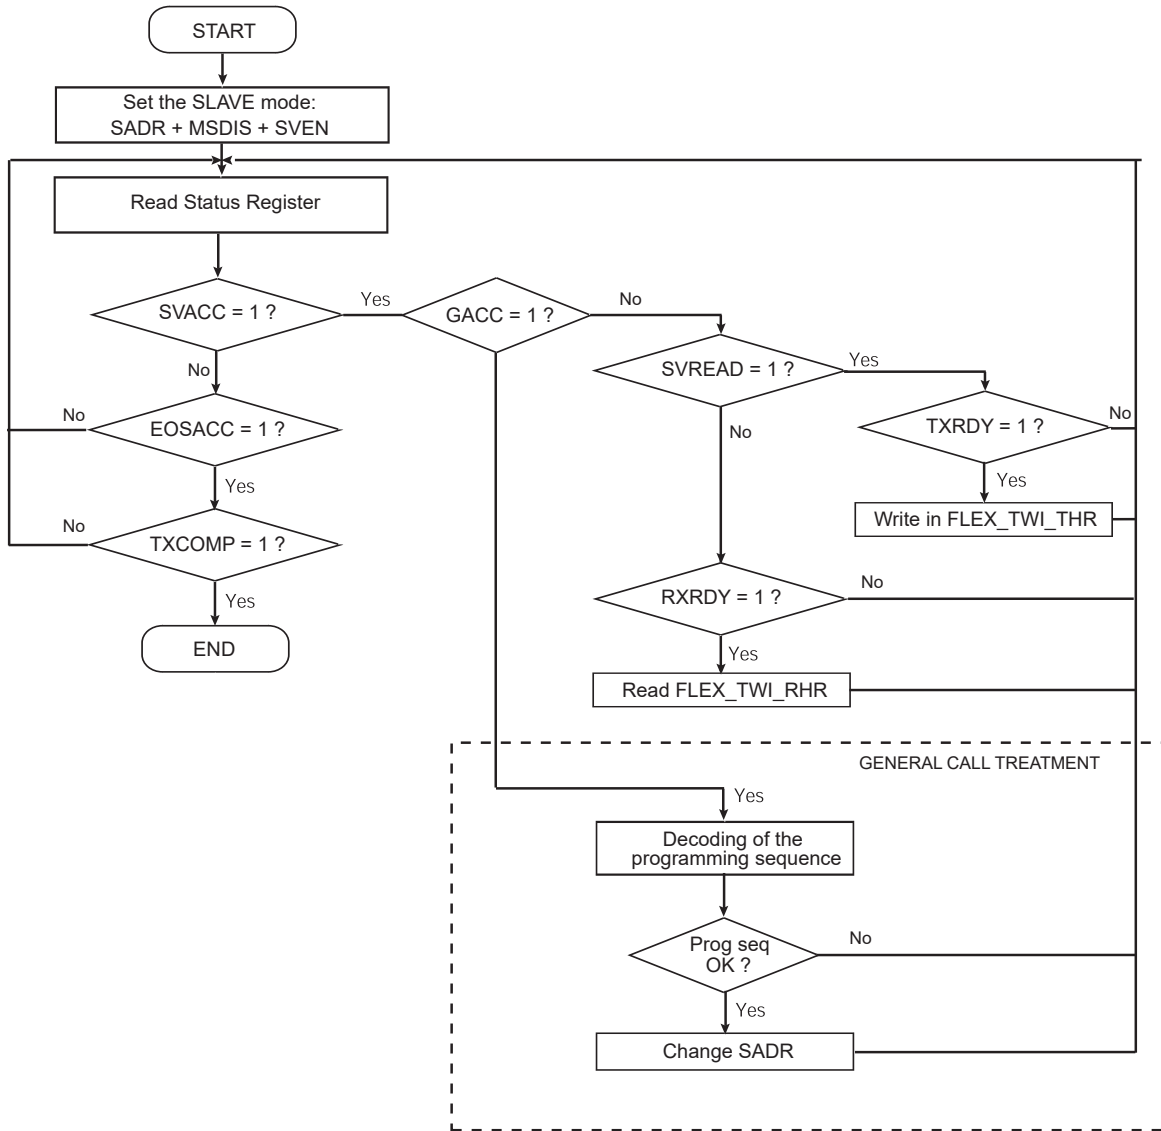 START
Set the SLAVE mode:
SADR + MSDIS + SVEN
Read Status Register
SVACC = 1 ?
Yes
GACC = 1 ?
No
SVREAD = 1 ?
Yes
No
No
EOSACC = 1 ?
No
TXRDY = 1 ?
No
Yes
Yes
Write in FLEX_TWI_THR
No
TXCOMP = 1 ?
Yes
RXRDY = 1 ?
No
END
Yes
Read FLEX_TWI_RHR
GENERAL CALL TREATMENT
Yes
Decoding of the
programming sequence
Prog seq
OK ?
No
Yes
Change SADR